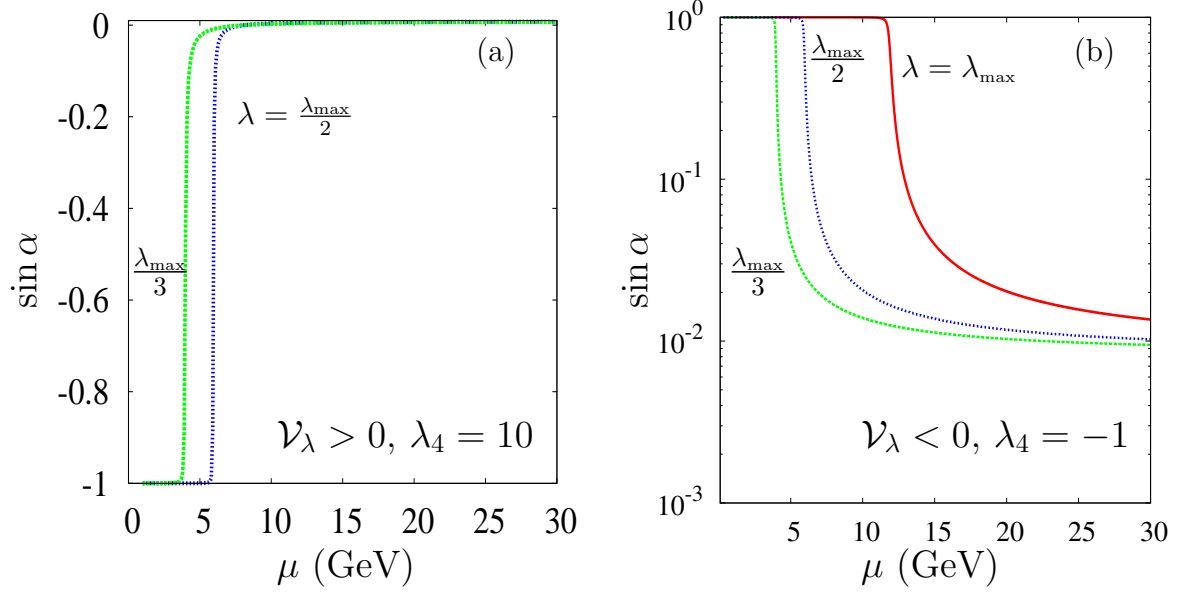 (a)
0
-0.2
-0.4
-0.6
-0.8
-1
sin α
λ = λmax/2
λmax/3
𝒱λ > 0, λ4 = 10
0 5 10 15 20 25 30
μ (GeV)
(b)
10^0
10^-1
10^-2
10^-3
sin α
λmax/2
λ = λmax
λmax/3
𝒱λ < 0, λ4 = −1
5 10 15 20 25 30
μ (GeV)